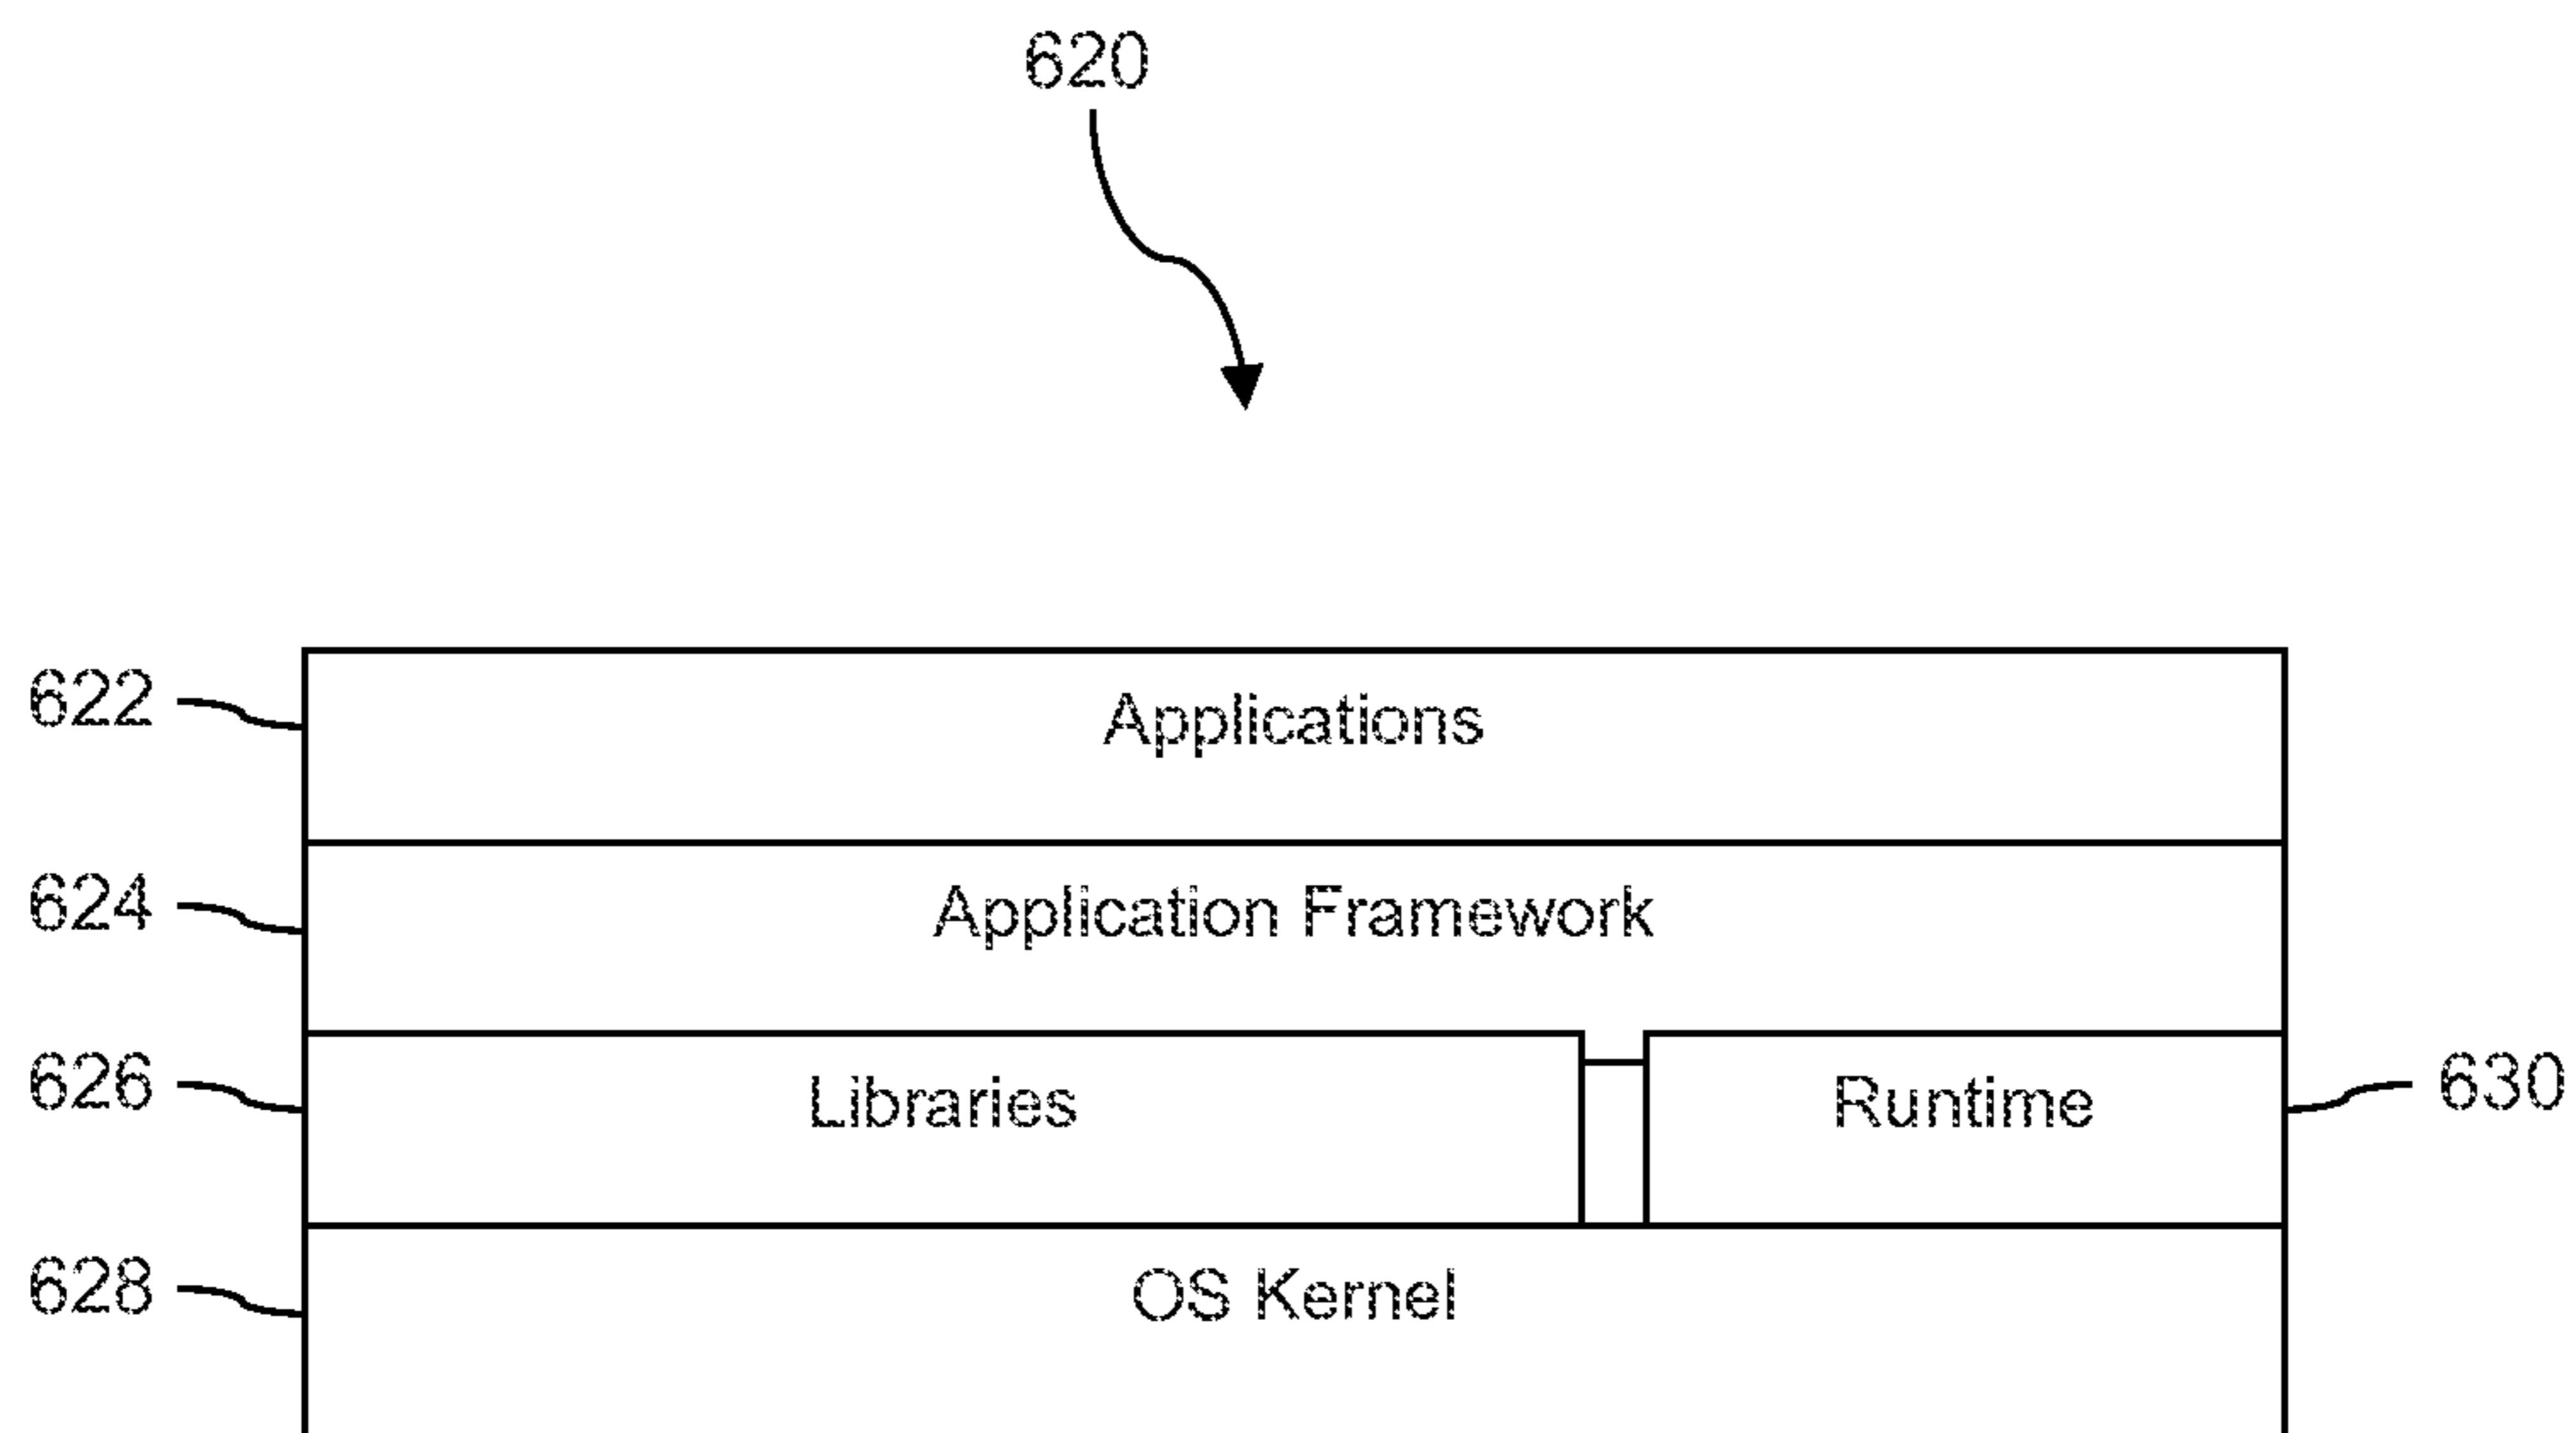 620
622
Applications
624
Application Framework
626
Libraries
Runtime
630
628
OS Kernel